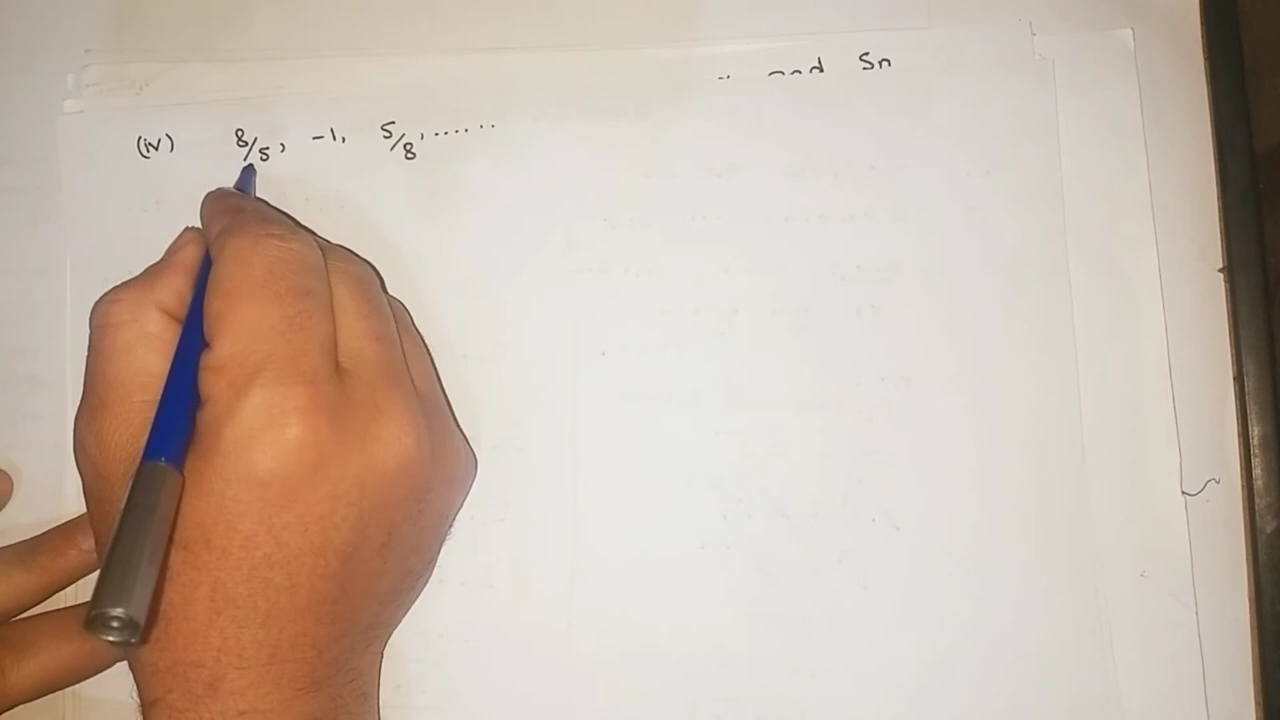 and Sn
(iv) 8/5, -1, 5/8, ......